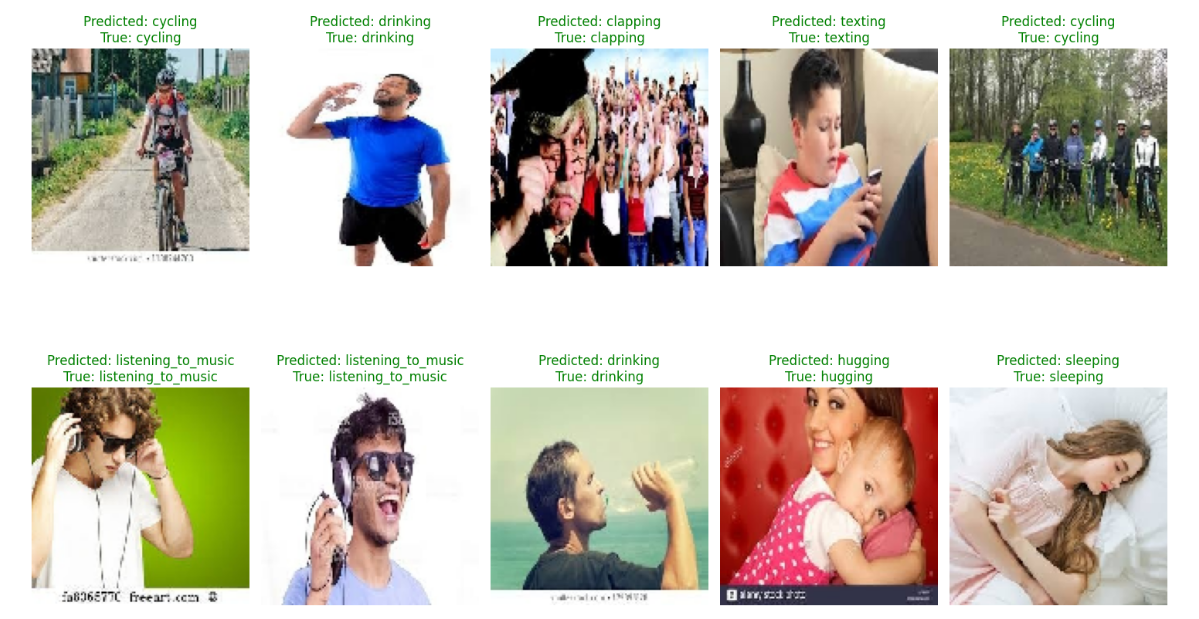 Predicted: cycling
True: cycling
Predicted: drinking
True: drinking
Predicted: clapping
True: clapping
Predicted: texting
True: texting
Predicted: cycling
True: cycling
Predicted: listening_to_music
True: listening_to_music
Predicted: listening_to_music
True: listening_to_music
Predicted: drinking
True: drinking
Predicted: hugging
True: hugging
Predicted: sleeping
True: sleeping
freeart.com
alamy stock photo